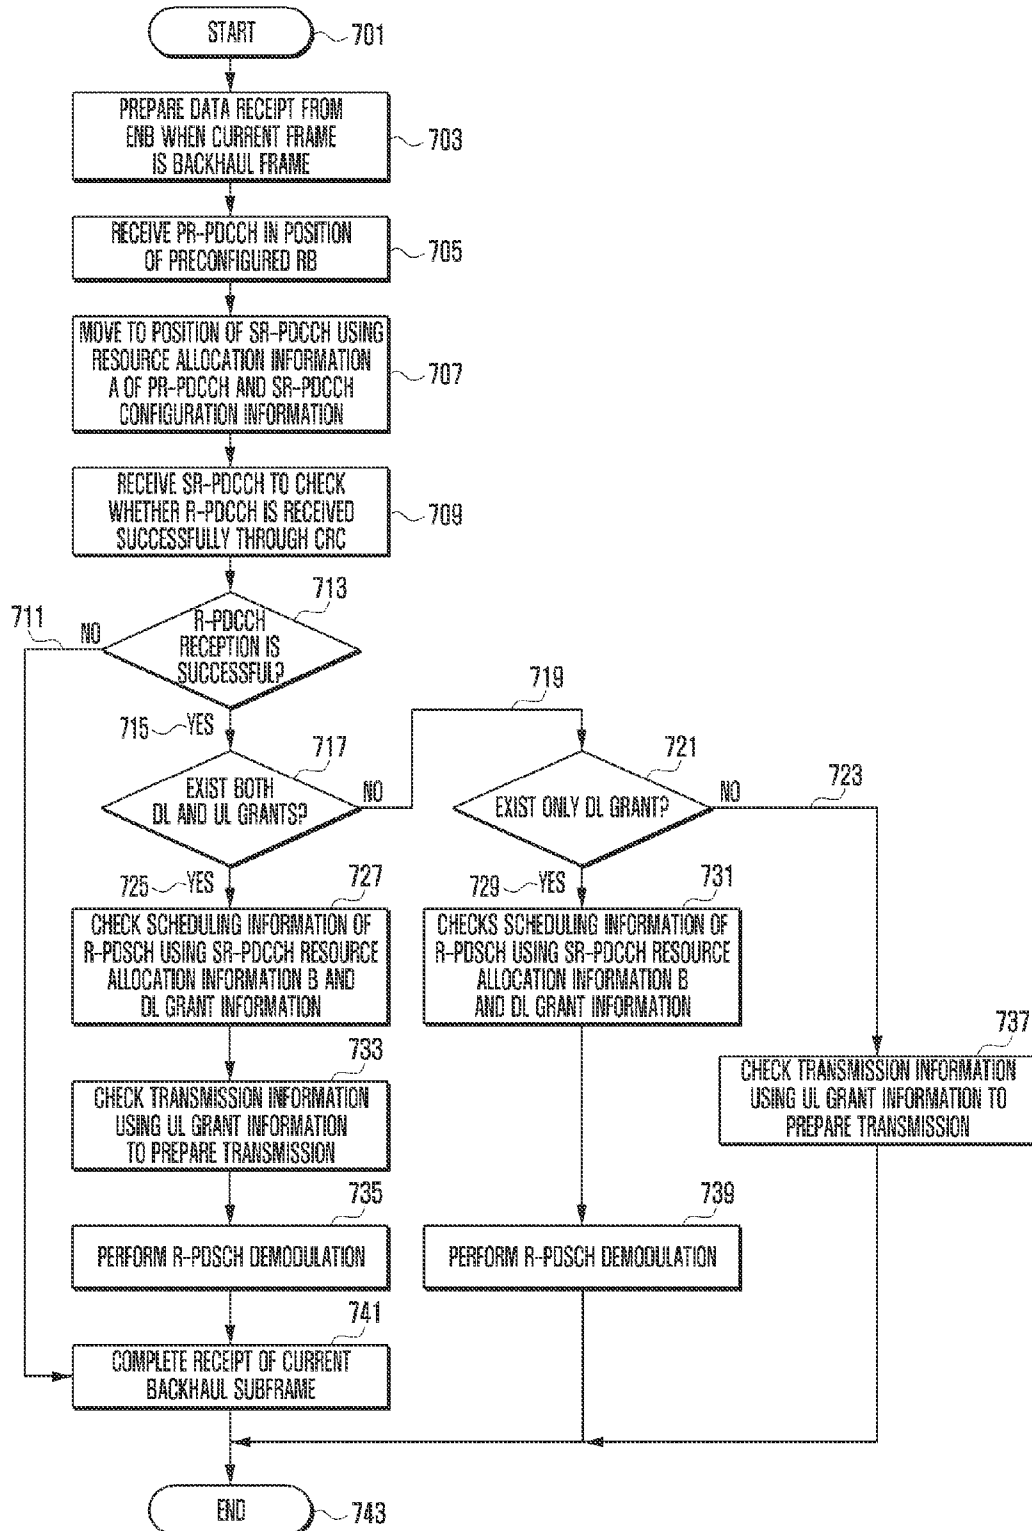 START
701
PREPARE DATA RECEIPT FROM
ENB WHEN CURRENT FRAME
IS BACKHAUL FRAME
703
RECEIVE PR-PDCCH IN POSITION
OF PRECONFIGURED RB
705
MOVE TO POSITION OF SR-PDCCH USING
RESOURCE ALLOCATION INFORMATION
A OF PR-PDCCH AND SR-PDCCH
CONFIGURATION INFORMATION
707
RECEIVE SR-PDCCH TO CHECK
WHETHER R-PDCCH IS RECEIVED
SUCCESSFULLY THROUGH CRC
709
711
NO
713
R-PDCCH
RECEPTION IS
SUCCESSFUL?
715
YES
717
EXIST BOTH
DL AND UL GRANTS?
NO
719
721
EXIST ONLY DL GRANT?
NO
723
725
YES
727
CHECK SCHEDULING INFORMATION OF
R-PDSCH USING SR-PDCCH RESOURCE
ALLOCATION INFORMATION B AND
DL GRANT INFORMATION
729
YES
731
CHECKS SCHEDULING INFORMATION OF
R-PDSCH USING SR-PDCCH RESOURCE
ALLOCATION INFORMATION B
AND DL GRANT INFORMATION
733
CHECK TRANSMISSION INFORMATION
USING UL GRANT INFORMATION
TO PREPARE TRANSMISSION
737
CHECK TRANSMISSION INFORMATION
USING UL GRANT INFORMATION TO
PREPARE TRANSMISSION
735
PERFORM R-PDSCH DEMODULATION
739
PERFORM R-PDSCH DEMODULATION
741
COMPLETE RECEIPT OF CURRENT
BACKHAUL SUBFRAME
END
743